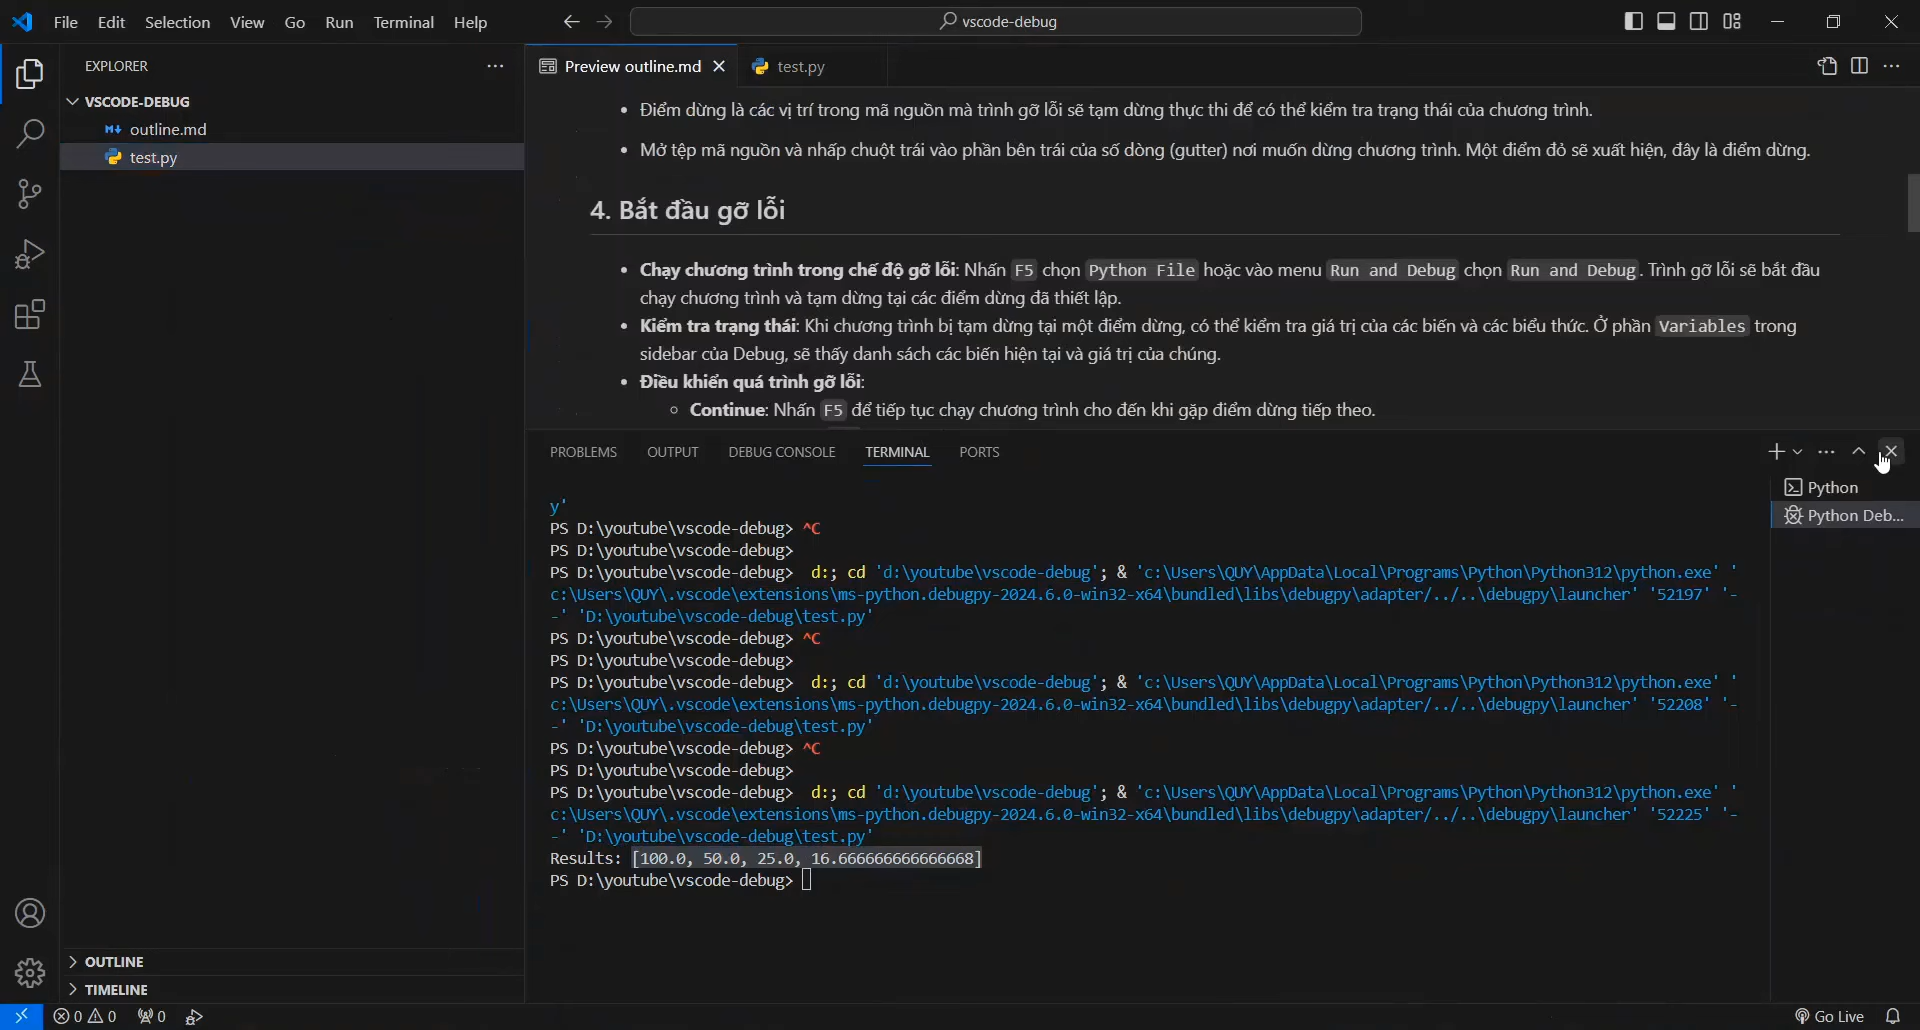 File Edit Selection View Go Run Terminal Help
vscode-debug
EXPLORER
Preview outline.md
test.py
VSCODE-DEBUG
outline.md
test.py
• Điểm dừng là các vị trí trong mã nguồn mà trình gỡ lỗi sẽ tạm dừng thực thi để có thể kiểm tra trạng thái của chương trình.
• Mở tệp mã nguồn và nhấp chuột trái vào phần bên trái của số dòng (gutter) nơi muốn dừng chương trình. Một điểm đỏ sẽ xuất hiện, đây là điểm dừng.
4. Bắt đầu gỡ lỗi
• Chạy chương trình trong chế độ gỡ lỗi: Nhấn F5 chọn Python File hoặc vào menu Run and Debug chọn Run and Debug. Trình gỡ lỗi sẽ bắt đầu
chạy chương trình và tạm dừng tại các điểm dừng đã thiết lập.
• Kiểm tra trạng thái: Khi chương trình bị tạm dừng tại một điểm dừng, có thể kiểm tra giá trị của các biến và các biểu thức. Ở phần Variables trong
sidebar của Debug, sẽ thấy danh sách các biến hiện tại và giá trị của chúng.
• Điều khiển quá trình gỡ lỗi:
◦ Continue: Nhấn F5 để tiếp tục chạy chương trình cho đến khi gặp điểm dừng tiếp theo.
PROBLEMS OUTPUT DEBUG CONSOLE TERMINAL PORTS
Python
Python Deb...
y'
PS D:\youtube\vscode-debug> ^C
PS D:\youtube\vscode-debug>
PS D:\youtube\vscode-debug> d:; cd 'd:\youtube\vscode-debug'; & 'c:\Users\QUY\AppData\Local\Programs\Python\Python312\python.exe' '
c:\Users\QUY\.vscode\extensions\ms-python.debugpy-2024.6.0-win32-x64\bundled\libs\debugpy\adapter/../..\debugpy\launcher' '52197' '-
-' 'D:\youtube\vscode-debug\test.py'
PS D:\youtube\vscode-debug> ^C
PS D:\youtube\vscode-debug>
PS D:\youtube\vscode-debug> d:; cd 'd:\youtube\vscode-debug'; & 'c:\Users\QUY\AppData\Local\Programs\Python\Python312\python.exe' '
c:\Users\QUY\.vscode\extensions\ms-python.debugpy-2024.6.0-win32-x64\bundled\libs\debugpy\adapter/../..\debugpy\launcher' '52208' '-
-' 'D:\youtube\vscode-debug\test.py'
PS D:\youtube\vscode-debug> ^C
PS D:\youtube\vscode-debug>
PS D:\youtube\vscode-debug> d:; cd 'd:\youtube\vscode-debug'; & 'c:\Users\QUY\AppData\Local\Programs\Python\Python312\python.exe' '
c:\Users\QUY\.vscode\extensions\ms-python.debugpy-2024.6.0-win32-x64\bundled\libs\debugpy\adapter/../..\debugpy\launcher' '52225' '-
-' 'D:\youtube\vscode-debug\test.py'
Results: [100.0, 50.0, 25.0, 16.666666666666668]
PS D:\youtube\vscode-debug>
OUTLINE
TIMELINE
0 0 0 Go Live